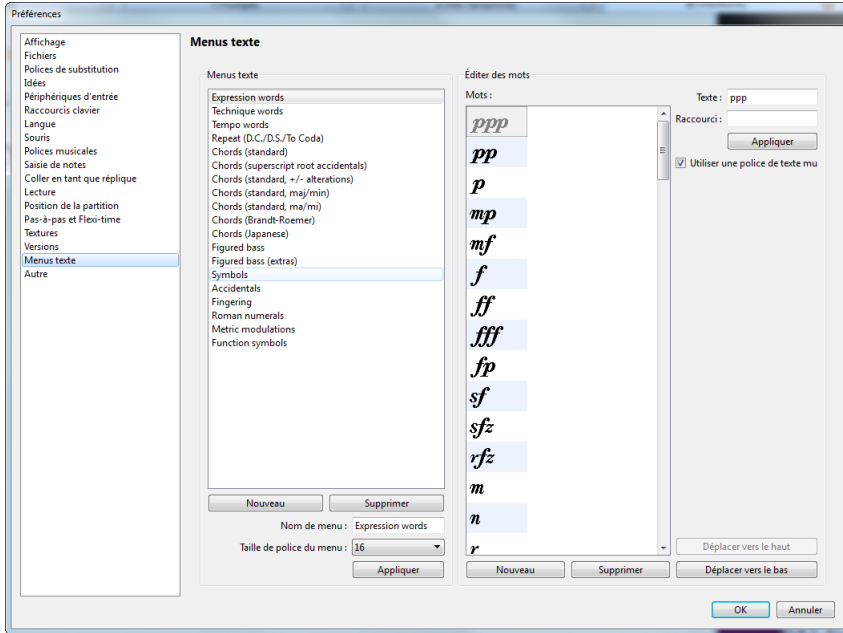 Préférences
Affichage
Fichiers
Polices de substitution
Idées
Périphériques d'entrée
Raccourcis clavier
Langue
Souris
Polices musicales
Saisie de notes
Coller en tant que réplique
Lecture
Position de la partition
Pas-à-pas et Flexi-time
Textures
Versions
Menus texte
Autre
Menus texte
Menus texte
Expression words
Technique words
Tempo words
Repeat (D.C./D.S./To Coda)
Chords (standard)
Chords (superscript root accidentals)
Chords (standard, +/- alterations)
Chords (standard, maj/min)
Chords (standard, ma/mi)
Chords (Brandt-Roemer)
Chords (Japanese)
Figured bass
Figured bass (extras)
Symbols
Accidentals
Fingering
Roman numerals
Metric modulations
Function symbols
Nouveau
Supprimer
Nom de menu : Expression words
Taille de police du menu : 16
Appliquer
Éditer des mots
Mots :
ppp
pp
p
mp
mf
f
ff
fff
fp
sf
sfz
rfz
m
n
r
Nouveau
Supprimer
Texte : ppp
Raccourci :
Appliquer
Utiliser une police de texte mu
Déplacer vers le haut
Déplacer vers le bas
OK
Annuler